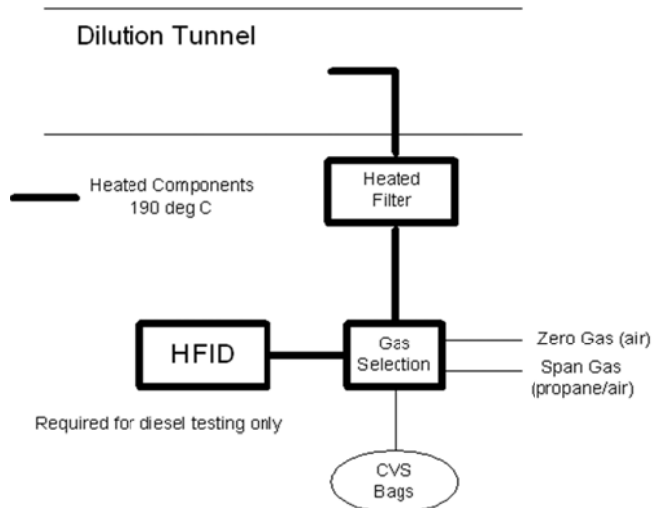 Dilution Tunnel
Heated Components
190 deg C
Heated
Filter
HFID
Gas
Selection
Zero Gas (air)
Span Gas
(propane/air)
Required for diesel testing only
CVS
Bags